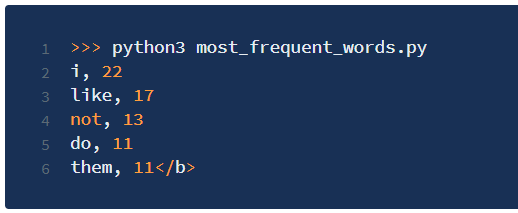 1 >>> python3 most_frequent_words.py
2 i, 22
3 like, 17
4 not, 13
5 do, 11
6 them, 11</b>